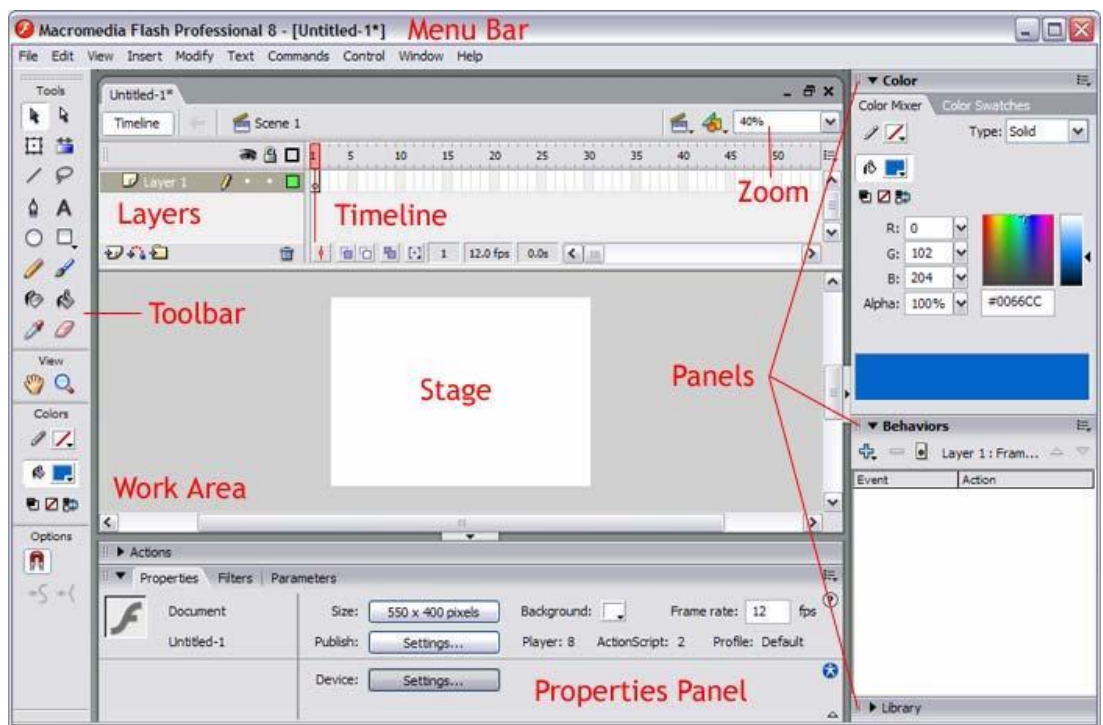 Macromedia Flash Professional 8 - [Untitled-1*]
Menu Bar
File Edit View Insert Modify Text Commands Control Window Help
Tools
Untitled-1*
Timeline
Scene 1
40%
1 5 10 15 20 25 30 35 40 45 50
Layer 1
Layers
Timeline
Zoom
1 12.0 fps 0.0s
Toolbar
View
Colors
Options
Stage
Work Area
Panels
Color
Color Mixer Color Swatches
Type: Solid
R: 0
G: 102
B: 204
Alpha: 100% #0066CC
Behaviors
Layer 1 : Fram...
Event Action
Library
Actions
Properties Filters Parameters
Document Size: 550 x 400 pixels Background: Frame rate: 12 fps
Untitled-1 Publish: Settings... Player: 8 ActionScript: 2 Profile: Default
Device: Settings...
Properties Panel